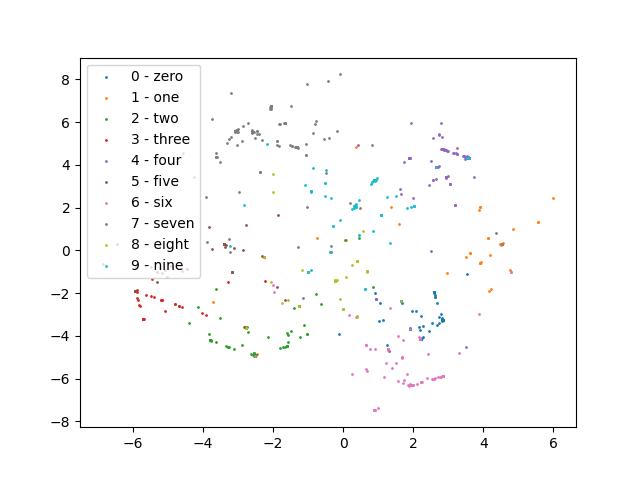 0 - zero
1 - one
2 - two
3 - three
4 - four
5 - five
6 - six
7 - seven
8 - eight
9 - nine
8
6
4
2
0
−2
−4
−6
−8
−6 −4 −2 0 2 4 6